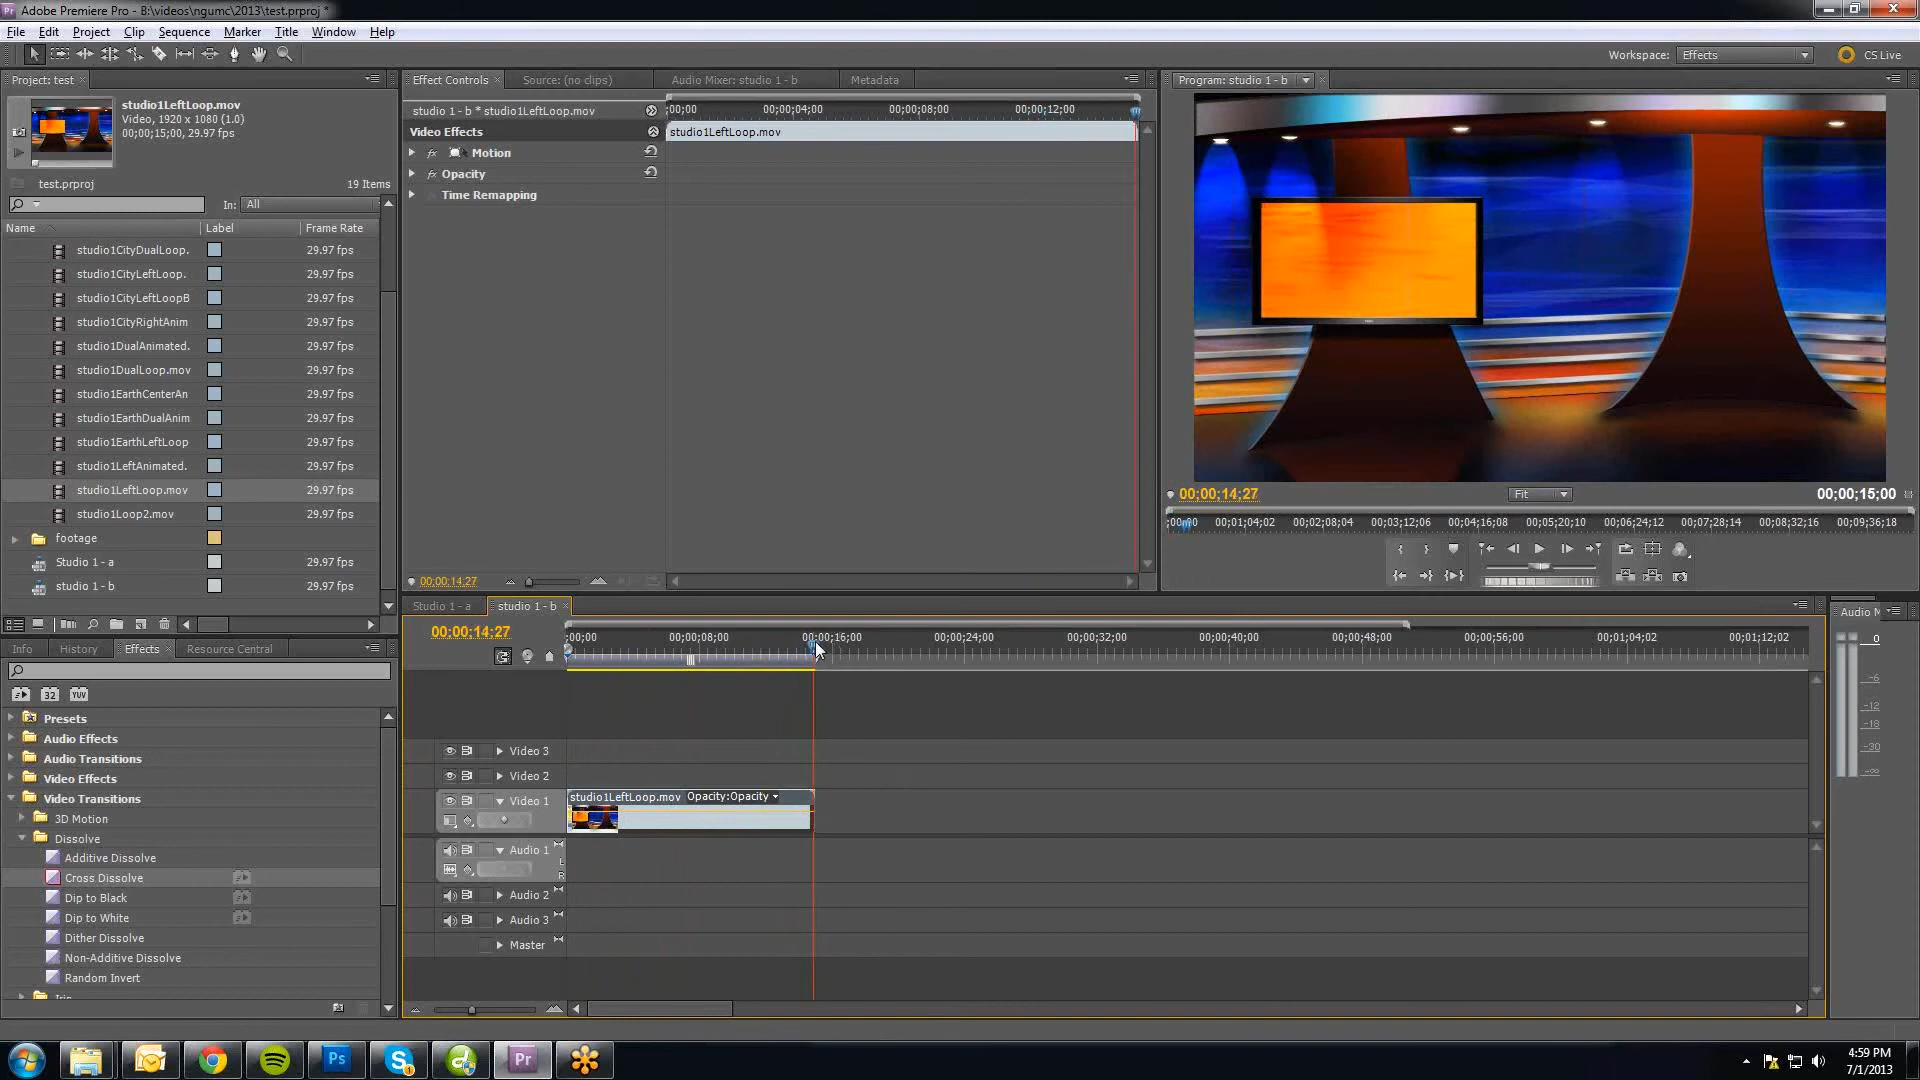 Adobe Premiere Pro - B:\videos\ngumc\2013\test.prproj *
File Edit Project Clip Sequence Marker Title Window Help
Workspace: Effects CS Live
Project: test
studio1LeftLoop.mov
Video, 1920 x 1080 (1.0)
00;00;15;00, 29.97 fps
test.prproj 19 Items
In: All
Name Label Frame Rate
studio1CityDualLoop. 29.97 fps
studio1CityLeftLoop. 29.97 fps
studio1CityLeftLoopB 29.97 fps
studio1CityRightAnim 29.97 fps
studio1DualAnimated. 29.97 fps
studio1DualLoop.mov 29.97 fps
studio1EarthCenterAn 29.97 fps
studio1EarthDualAnim 29.97 fps
studio1EarthLeftLoop 29.97 fps
studio1LeftAnimated. 29.97 fps
studio1LeftLoop.mov 29.97 fps
studio1Loop2.mov 29.97 fps
footage
Studio 1 - a 29.97 fps
studio 1 - b 29.97 fps
Effect Controls Source: (no clips) Audio Mixer: studio 1 - b Metadata
studio 1 - b * studio1LeftLoop.mov
;00;00 00;00;04;00 00;00;08;00 00;00;12;00
Video Effects
studio1LeftLoop.mov
fx Motion
fx Opacity
Time Remapping
00;00;14;27
Program: studio 1 - b
00;00;14;27 Fit 00;00;15;00
;00;00 00;01;04;02 00;02;08;04 00;03;12;06 00;04;16;08 00;05;20;10 00;06;24;12 00;07;28;14 00;08;32;16 00;09;36;18
Info History Effects Resource Central
32 YUV
Presets
Audio Effects
Audio Transitions
Video Effects
Video Transitions
3D Motion
Dissolve
Additive Dissolve
Cross Dissolve
Dip to Black
Dip to White
Dither Dissolve
Non-Additive Dissolve
Random Invert
Iris
Studio 1 - a studio 1 - b
00;00;14;27
;00;00 00;00;08;00 00;00;16;00 00;00;24;00 00;00;32;00 00;00;40;00 00;00;48;00 00;00;56;00 00;01;04;02 00;01;12;02
Video 3
Video 2
Video 1
studio1LeftLoop.mov Opacity:Opacity
Audio 1
L
R
Audio 2
Audio 3
Master
Audio M
0
-6
-12
-18
-30
-∞
Ps
S
1
Pr
4:59 PM
7/1/2013